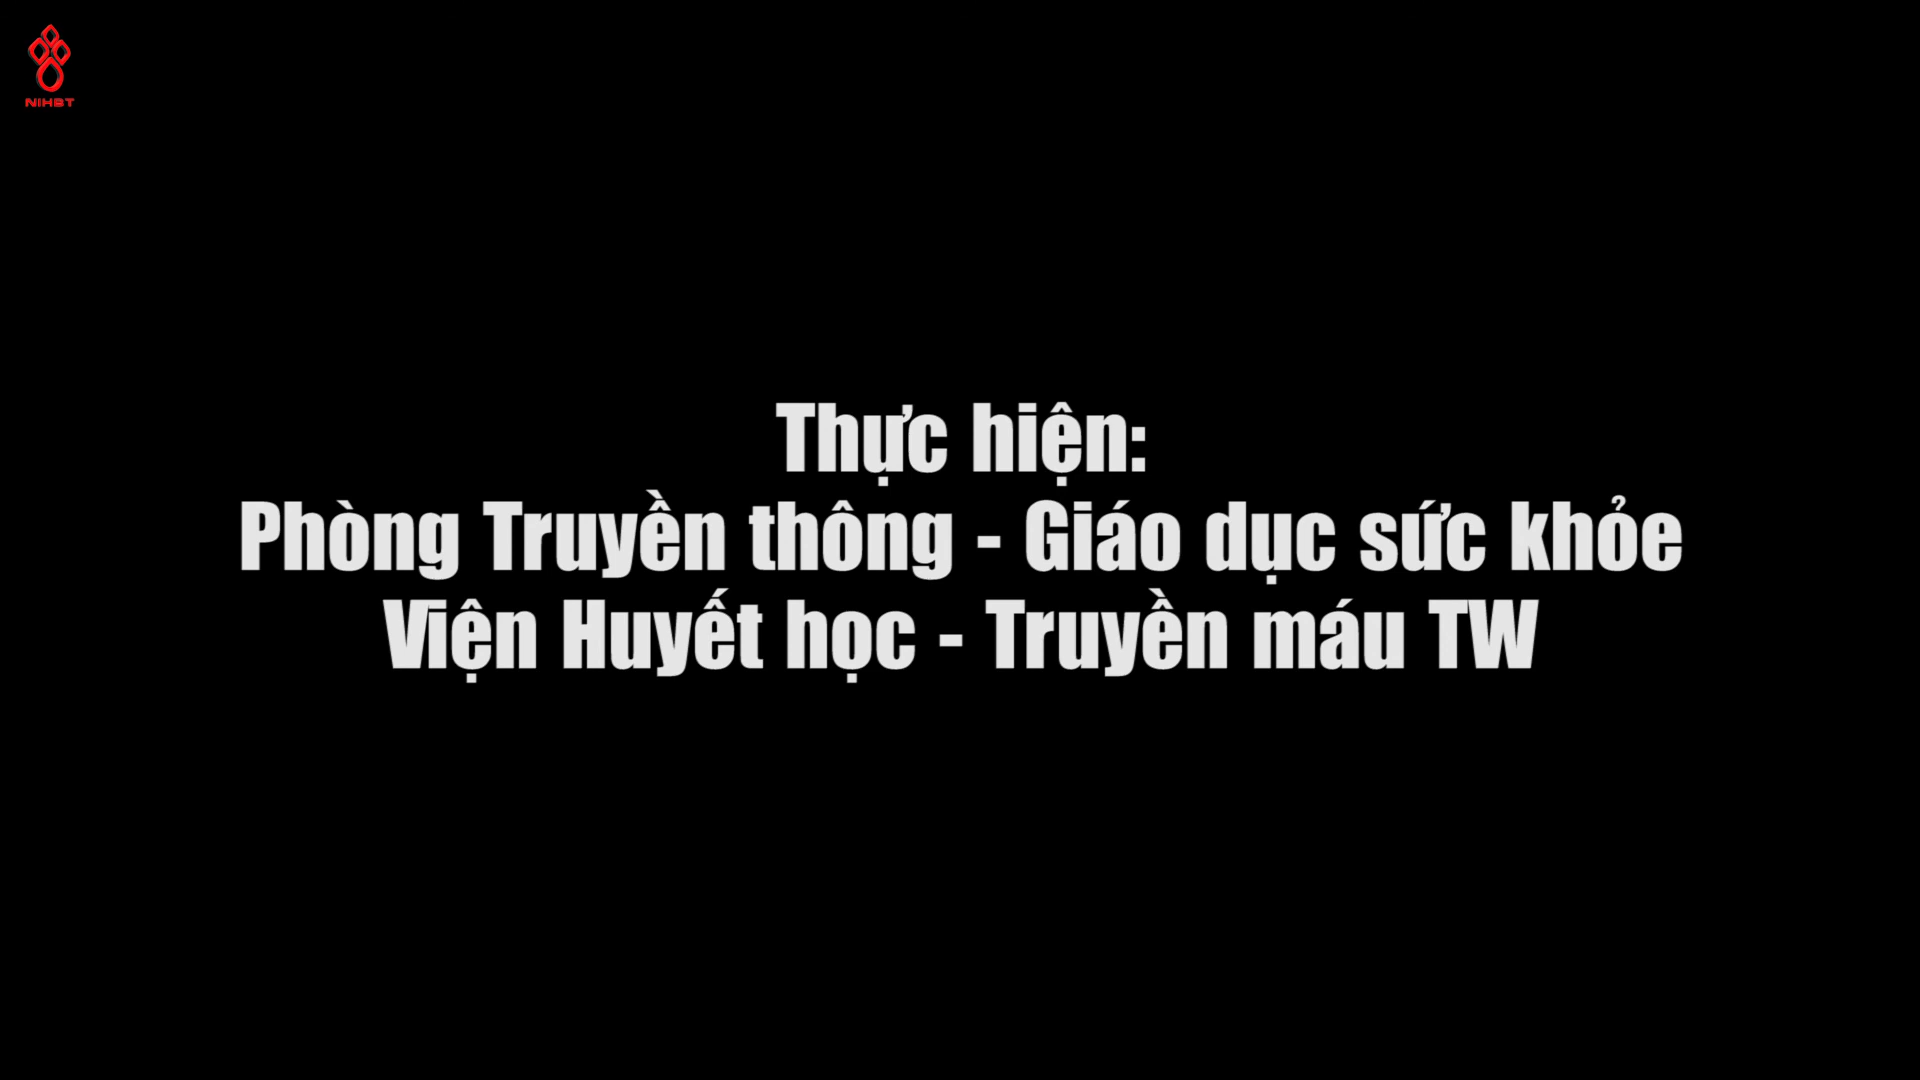 NIHBT
Thực hiện:
Phòng Truyền thông - Giáo dục sức khỏe
Viện Huyết học - Truyền máu TW